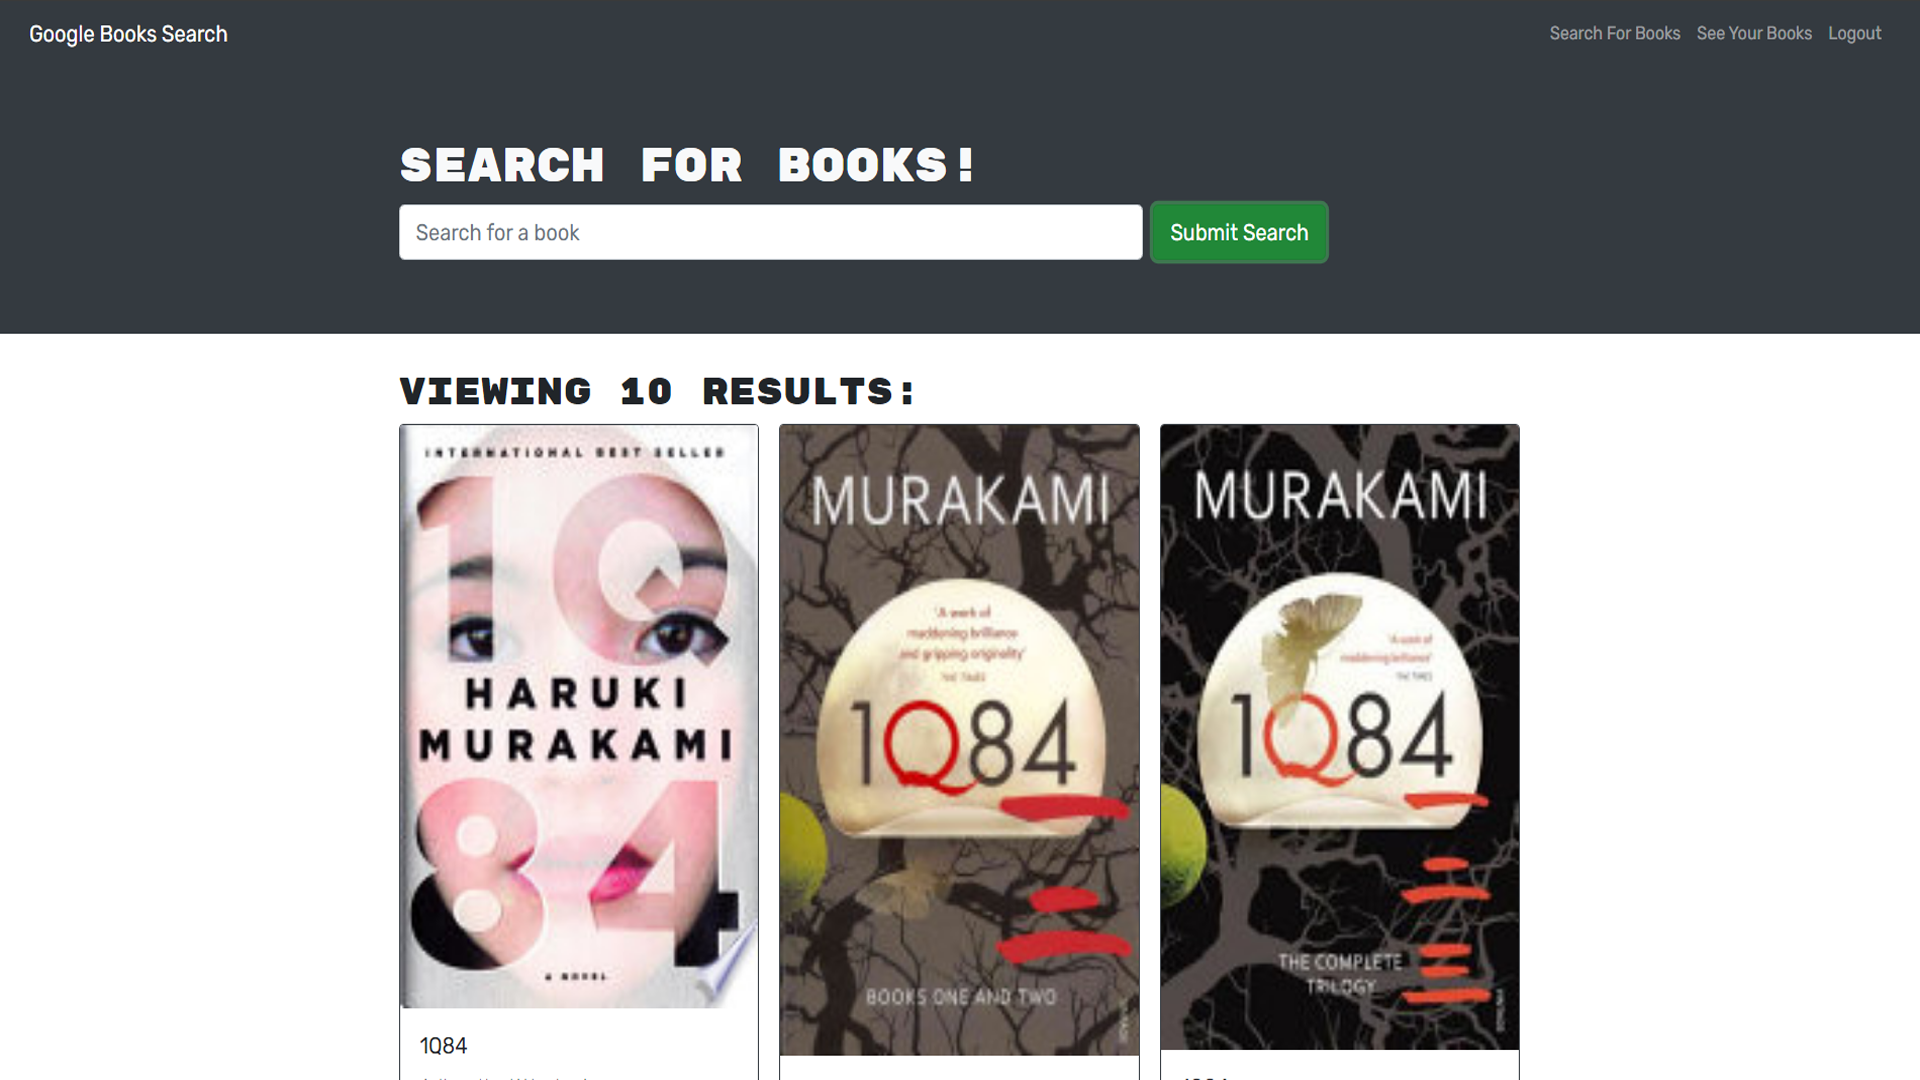 Google Books Search
Search For Books See Your Books Logout
SEARCH FOR BOOKS!
Search for a book
Submit Search
VIEWING 10 RESULTS:
INTERNATIONAL BEST SELLER
1Q
HARUKI
MURAKAMI
84
A NOVEL
1Q84
MURAKAMI
'A work of
maddening brilliance
and gripping originality'
THE TIMES
1Q84
BOOKS ONE AND TWO
MURAKAMI
'A work of
maddening brilliance'
THE TIMES
1Q84
THE COMPLETE
TRILOGY